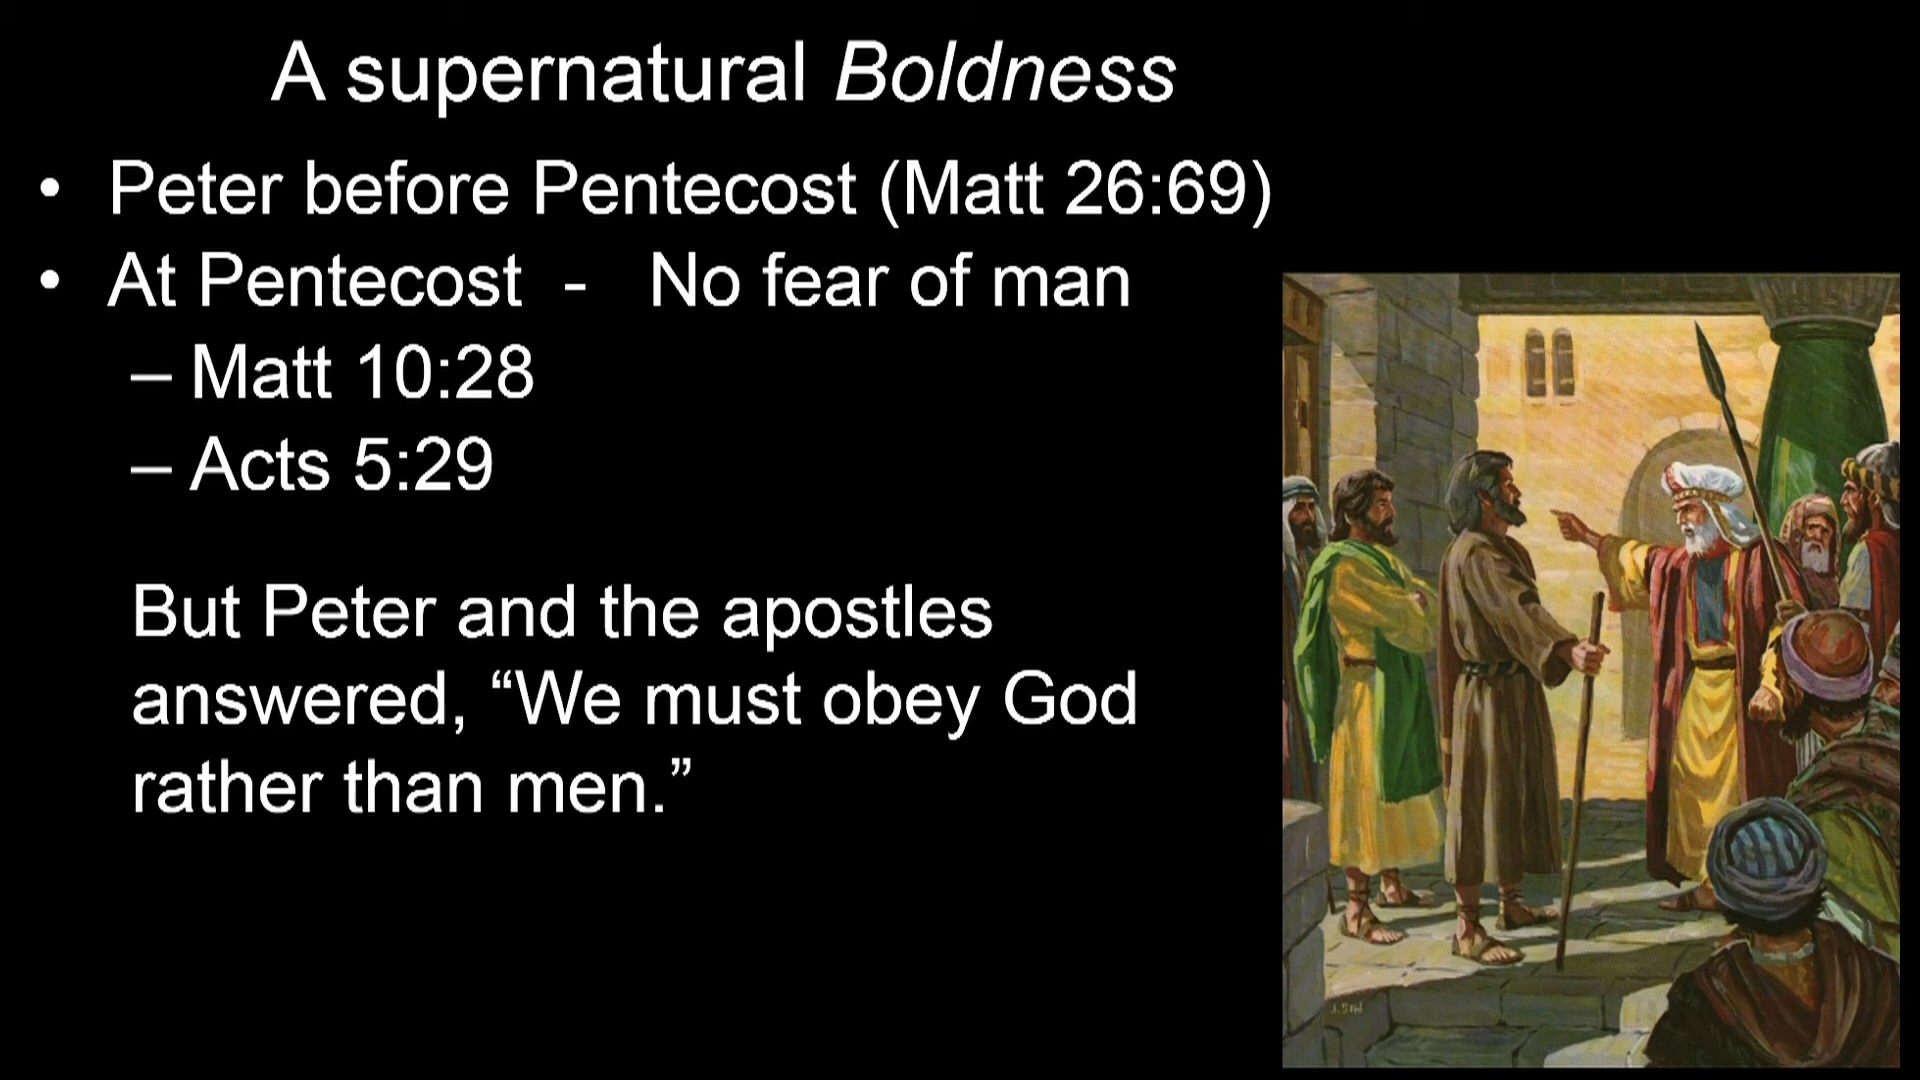 A supernatural Boldness
• Peter before Pentecost (Matt 26:69)
• At Pentecost - No fear of man
– Matt 10:28
– Acts 5:29
But Peter and the apostles
answered, “We must obey God
rather than men.”